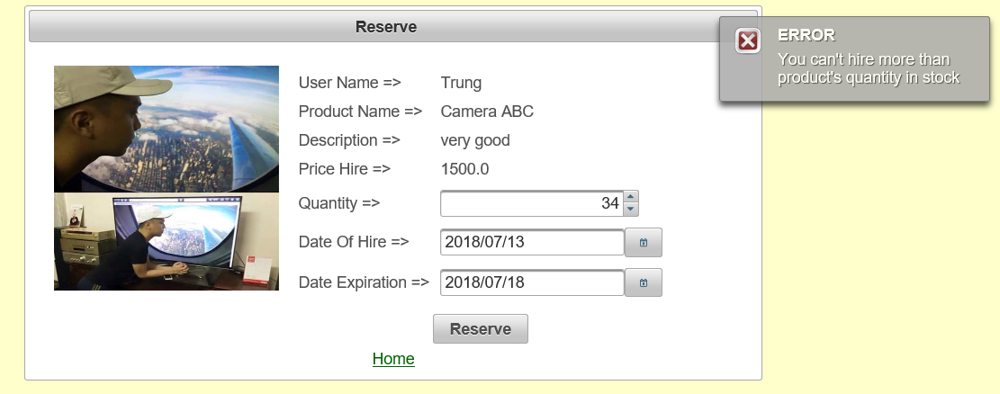 Reserve
ERROR
You can't hire more than
product's quantity in stock
User Name => Trung
Product Name => Camera ABC
Description => very good
Price Hire => 1500.0
Quantity => 34
Date Of Hire => 2018/07/13
Date Expiration => 2018/07/18
Reserve
Home